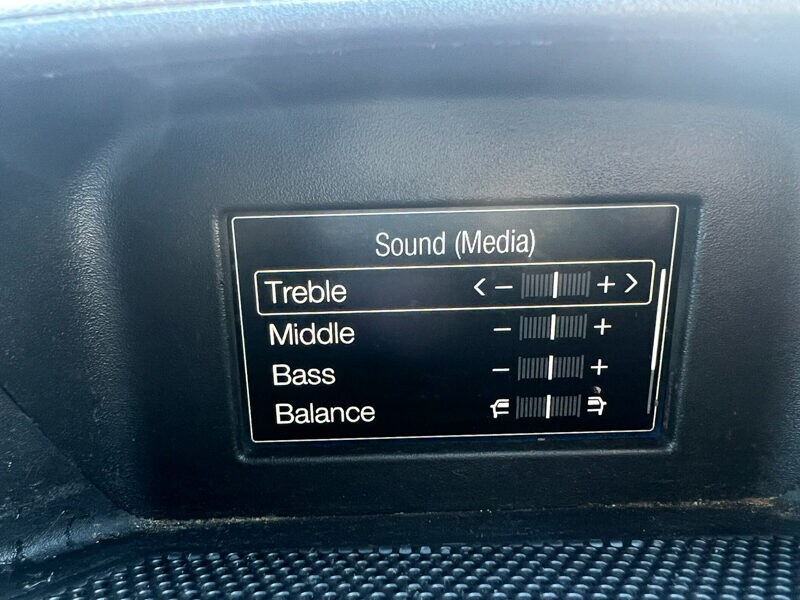 Sound (Media)
Treble < − + >
Middle − +
Bass − +
Balance